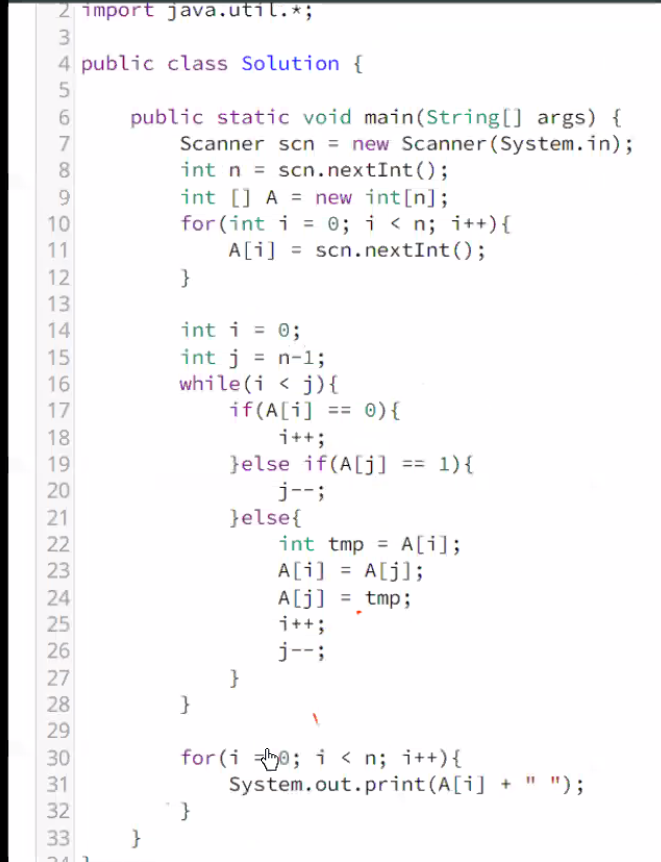 2 import java.util.*;
3
4 public class Solution {
5
6 public static void main(String[] args) {
7 Scanner scn = new Scanner(System.in);
8 int n = scn.nextInt();
9 int [] A = new int[n];
10 for(int i = 0; i < n; i++){
11 A[i] = scn.nextInt();
12 }
13
14 int i = 0;
15 int j = n-1;
16 while(i < j){
17 if(A[i] == 0){
18 i++;
19 }else if(A[j] == 1){
20 j--;
21 }else{
22 int tmp = A[i];
23 A[i] = A[j];
24 A[j] = tmp;
25 i++;
26 j--;
27 }
28 }
29
30 for(i = 0; i < n; i++){
31 System.out.print(A[i] + " ");
32 }
33 }